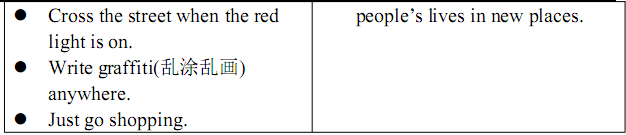 ● Cross the street when the red
light is on.
● Write graffiti(乱涂乱画)
anywhere.
● Just go shopping.
people’s lives in new places.